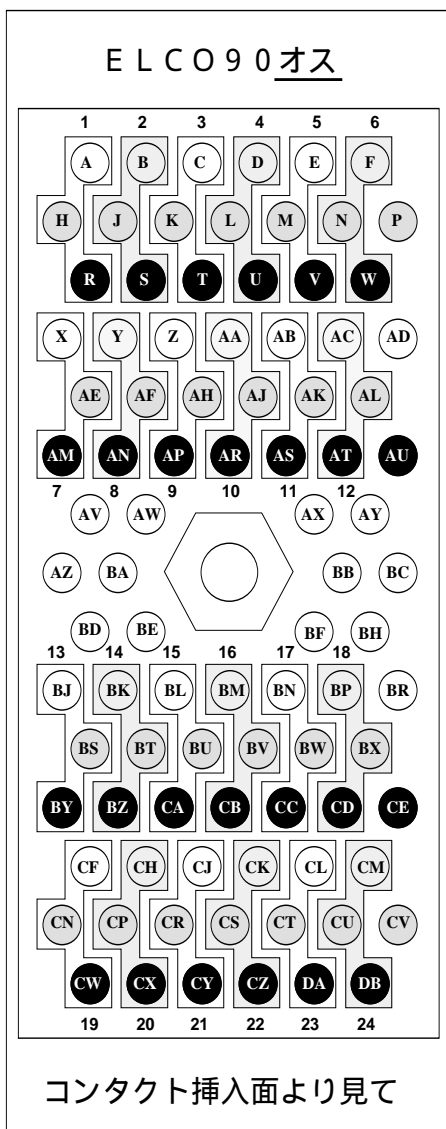 ＥＬＣＯ９０オス
1 2 3 4 5 6
A B C D E F
H J K L M N P
R S T U V W
X Y Z AA AB AC AD
AE AF AH AJ AK AL
AM AN AP AR AS AT AU
7 8 9 10 11 12
AV AW AX AY
AZ BA BB BC
BD BE BF BH
13 14 15 16 17 18
BJ BK BL BM BN BP BR
BS BT BU BV BW BX
BY BZ CA CB CC CD CE
CF CH CJ CK CL CM
CN CP CR CS CT CU CV
CW CX CY CZ DA DB
19 20 21 22 23 24
コンタクト挿入面より見て